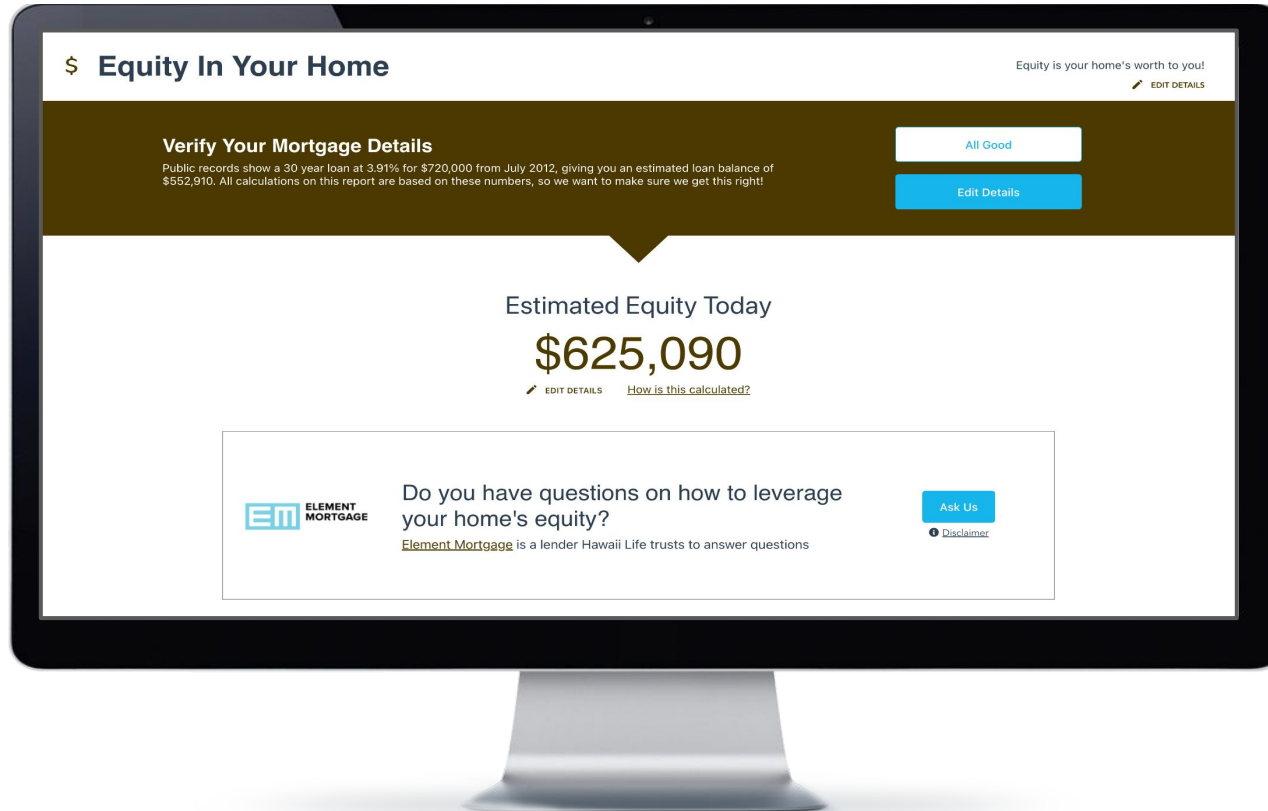 $ Equity In Your Home
Equity is your home's worth to you!
EDIT DETAILS
Verify Your Mortgage Details
Public records show a 30 year loan at 3.91% for $720,000 from July 2012, giving you an estimated loan balance of
$552,910. All calculations on this report are based on these numbers, so we want to make sure we get this right!
All Good
Edit Details
Estimated Equity Today
$625,090
EDIT DETAILS How is this calculated?
EM ELEMENT
MORTGAGE
Do you have questions on how to leverage
your home's equity?
Element Mortgage is a lender Hawaii Life trusts to answer questions
Ask Us
Disclaimer